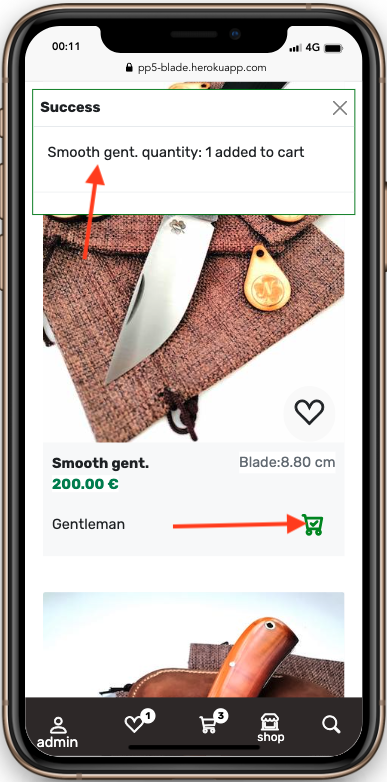 00:11
4G
pp5-blade.herokuapp.com
Success
Smooth gent. quantity: 1 added to cart
Smooth gent.
Blade:8.80 cm
200.00 €
Gentleman
1
3
admin
shop